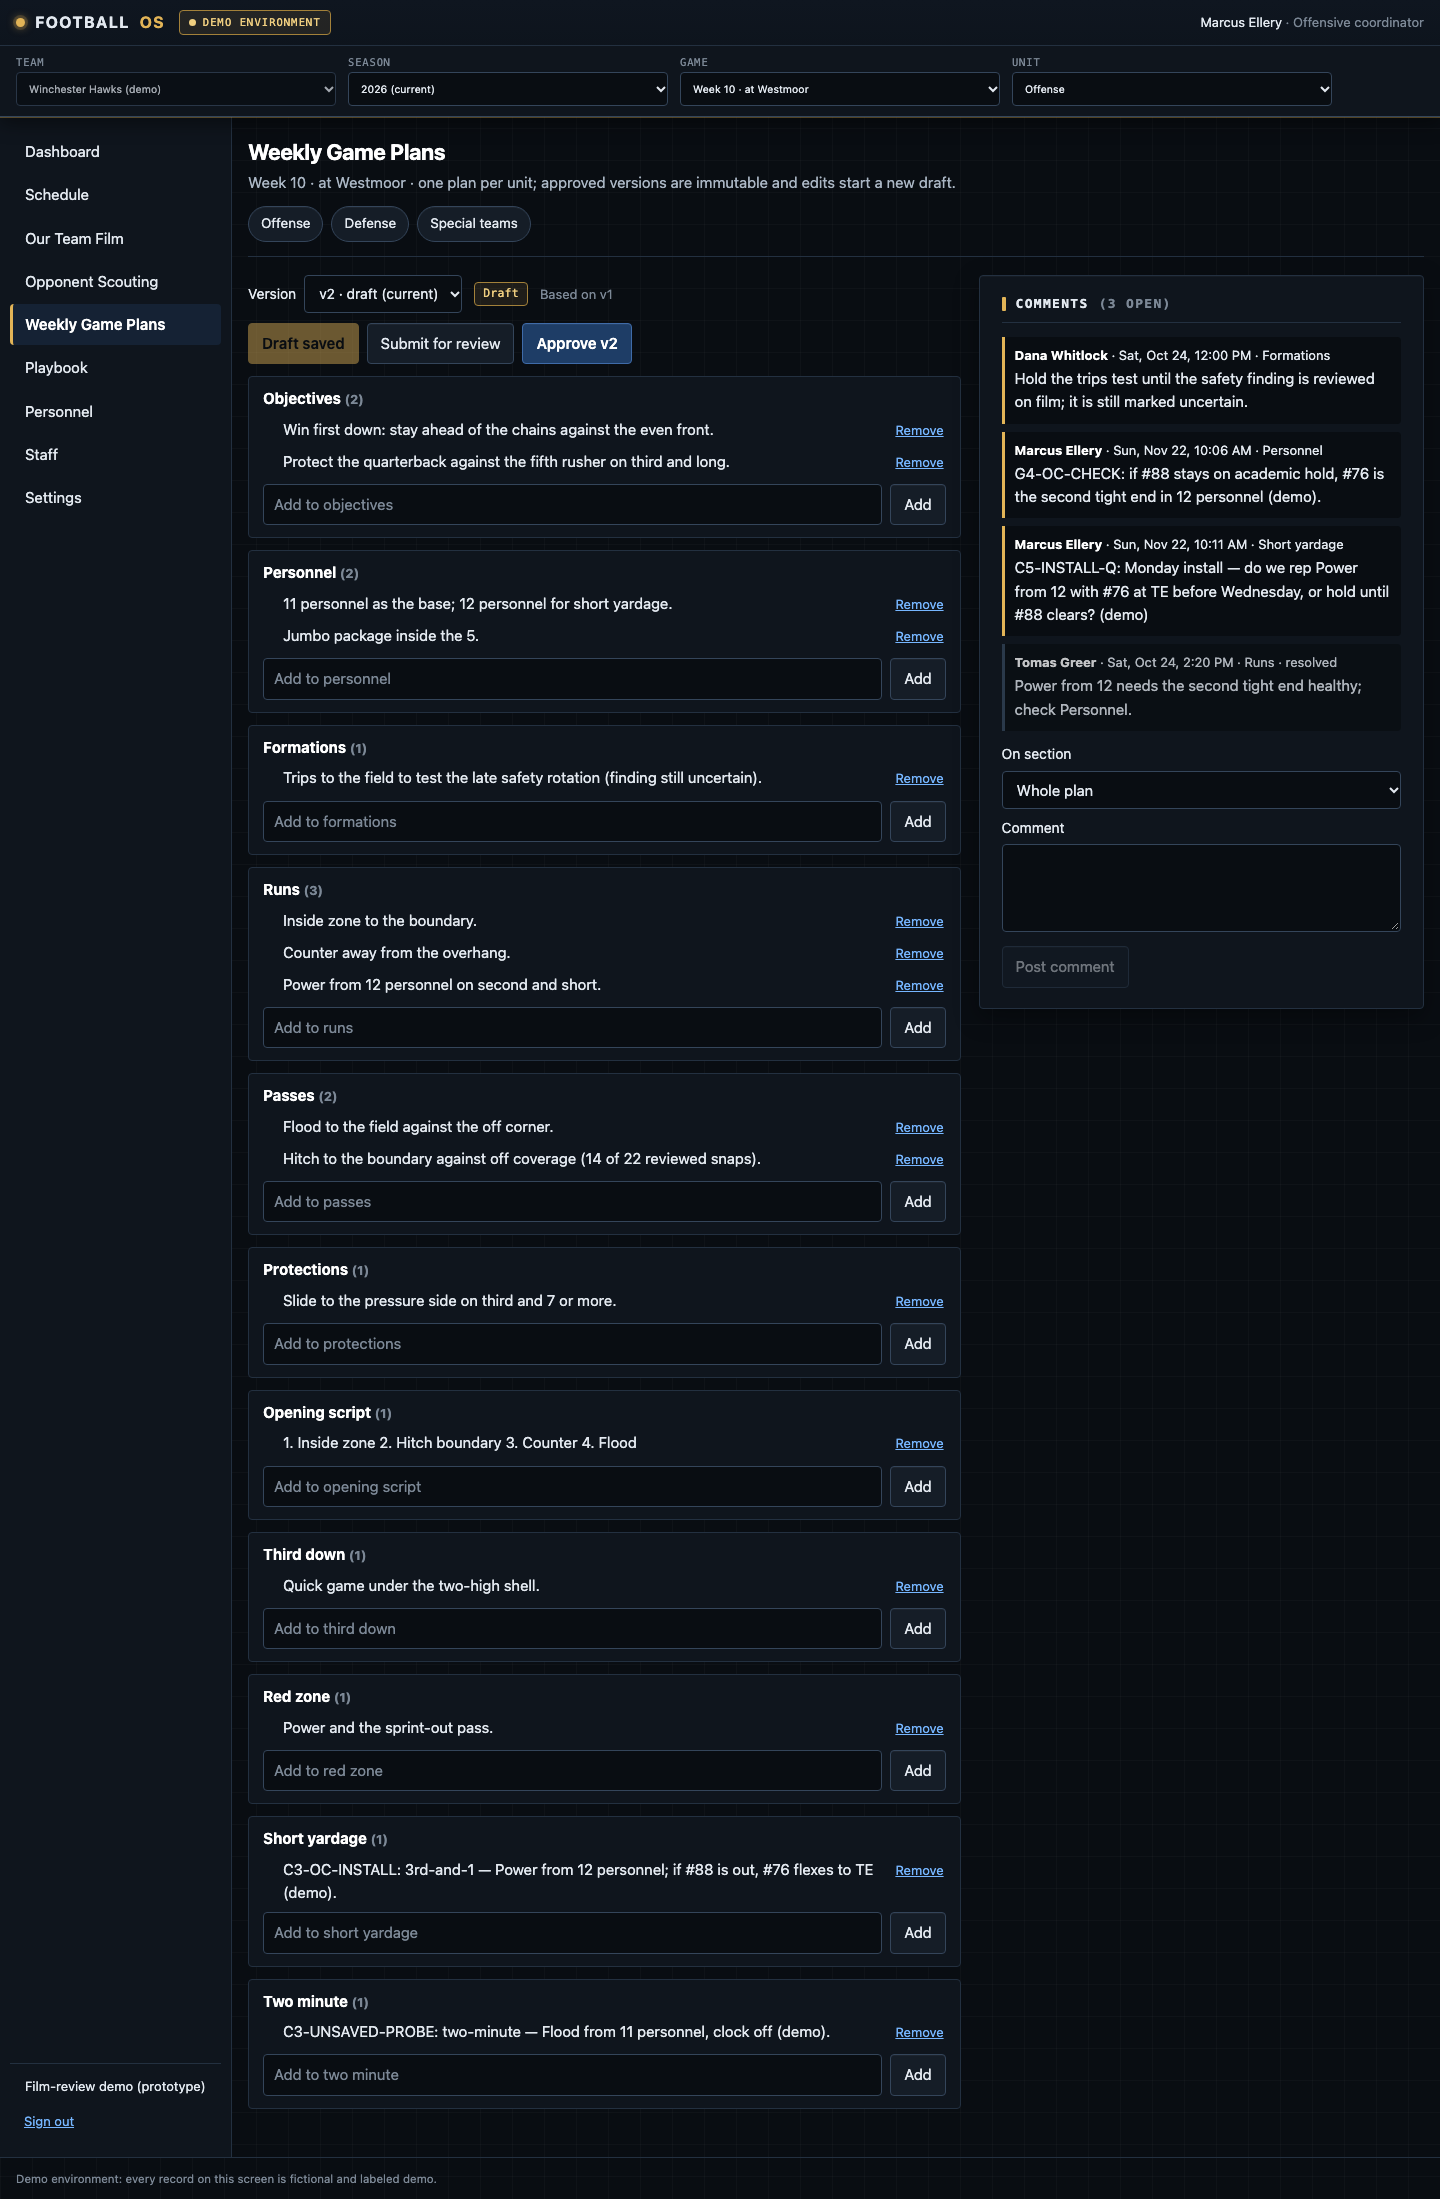 FOOTBALL OS
DEMO ENVIRONMENT
Marcus Ellery · Offensive coordinator
TEAM
Winchester Hawks (demo)
SEASON
2026 (current)
GAME
Week 10 · at Westmoor
UNIT
Offense
Dashboard
Schedule
Our Team Film
Opponent Scouting
Weekly Game Plans
Playbook
Personnel
Staff
Settings
Film-review demo (prototype)
Sign out
Weekly Game Plans
Week 10 · at Westmoor · one plan per unit; approved versions are immutable and edits start a new draft.
Offense
Defense
Special teams
Version
v2 · draft (current)
Draft
Based on v1
Draft saved
Submit for review
Approve v2
Objectives (2)
Win first down: stay ahead of the chains against the even front.
Remove
Protect the quarterback against the fifth rusher on third and long.
Remove
Add to objectives
Add
Personnel (2)
11 personnel as the base; 12 personnel for short yardage.
Remove
Jumbo package inside the 5.
Remove
Add to personnel
Add
Formations (1)
Trips to the field to test the late safety rotation (finding still uncertain).
Remove
Add to formations
Add
Runs (3)
Inside zone to the boundary.
Remove
Counter away from the overhang.
Remove
Power from 12 personnel on second and short.
Remove
Add to runs
Add
Passes (2)
Flood to the field against the off corner.
Remove
Hitch to the boundary against off coverage (14 of 22 reviewed snaps).
Remove
Add to passes
Add
Protections (1)
Slide to the pressure side on third and 7 or more.
Remove
Add to protections
Add
Opening script (1)
1. Inside zone 2. Hitch boundary 3. Counter 4. Flood
Remove
Add to opening script
Add
Third down (1)
Quick game under the two-high shell.
Remove
Add to third down
Add
Red zone (1)
Power and the sprint-out pass.
Remove
Add to red zone
Add
Short yardage (1)
C3-OC-INSTALL: 3rd-and-1 — Power from 12 personnel; if #88 is out, #76 flexes to TE
(demo).
Remove
Add to short yardage
Add
Two minute (1)
C3-UNSAVED-PROBE: two-minute — Flood from 11 personnel, clock off (demo).
Remove
Add to two minute
Add
COMMENTS (3 OPEN)
Dana Whitlock · Sat, Oct 24, 12:00 PM · Formations
Hold the trips test until the safety finding is reviewed
on film; it is still marked uncertain.
Marcus Ellery · Sun, Nov 22, 10:06 AM · Personnel
G4-OC-CHECK: if #88 stays on academic hold, #76 is
the second tight end in 12 personnel (demo).
Marcus Ellery · Sun, Nov 22, 10:11 AM · Short yardage
C5-INSTALL-Q: Monday install — do we rep Power
from 12 with #76 at TE before Wednesday, or hold until
#88 clears? (demo)
Tomas Greer · Sat, Oct 24, 2:20 PM · Runs · resolved
Power from 12 needs the second tight end healthy;
check Personnel.
On section
Whole plan
Comment
Post comment
Demo environment: every record on this screen is fictional and labeled demo.